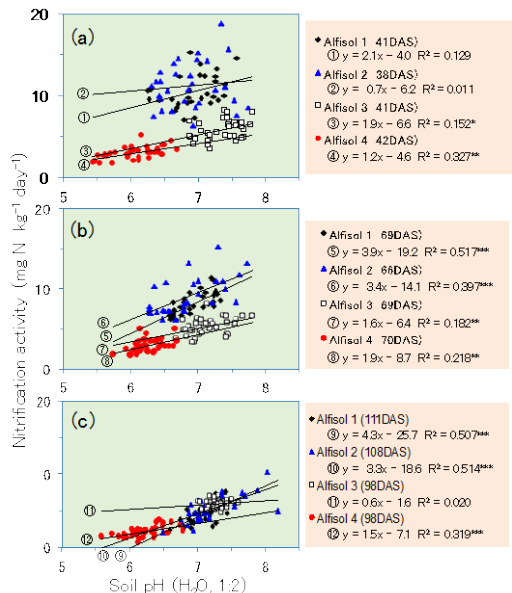 (a)
20
10
0
②
①
③
④
5 6 7 8
◆ Alfisol 1 41DAS)
① y = 2.1x - 4.0 R² = 0.129
▲ Alfisol 2 38DAS)
② y = 0.7x - 6.2 R² = 0.011
□ Alfisol 3 41DAS)
③ y = 1.9x - 6.6 R² = 0.152*
● Alfisol 4 42DAS)
④ y = 1.2x - 4.6 R² = 0.327**
Nitrification activity (mg N kg⁻¹ day⁻¹)
(b)
20
10
0
⑥
⑤
⑦
⑧
5 6 7 8
◆ Alfisol 1 69DAS)
⑤ y = 3.9x - 19.2 R² = 0.517***
▲ Alfisol 2 66DAS)
⑥ y = 3.4x - 14.1 R² = 0.397***
□ Alfisol 3 69DAS)
⑦ y = 1.6x - 6.4 R² = 0.182**
● Alfisol 4 70DAS)
⑧ y = 1.9x - 8.7 R² = 0.218**
(c)
20
0
0
⑪
⑫
⑩ ⑨
5 6 7 8
Soil pH (H₂O, 1:2)
◆ Alfisol 1 (111DAS)
⑨ y = 4.3x - 25.7 R² = 0.507***
▲ Alfisol 2 (108DAS)
⑩ y = 3.3x - 18.6 R² = 0.514***
□ Alfisol 3 (98DAS)
⑪ y = 0.6x - 1.6 R² = 0.020
● Alfisol 4 (98DAS)
⑫ y = 1.5x - 7.1 R² = 0.319***